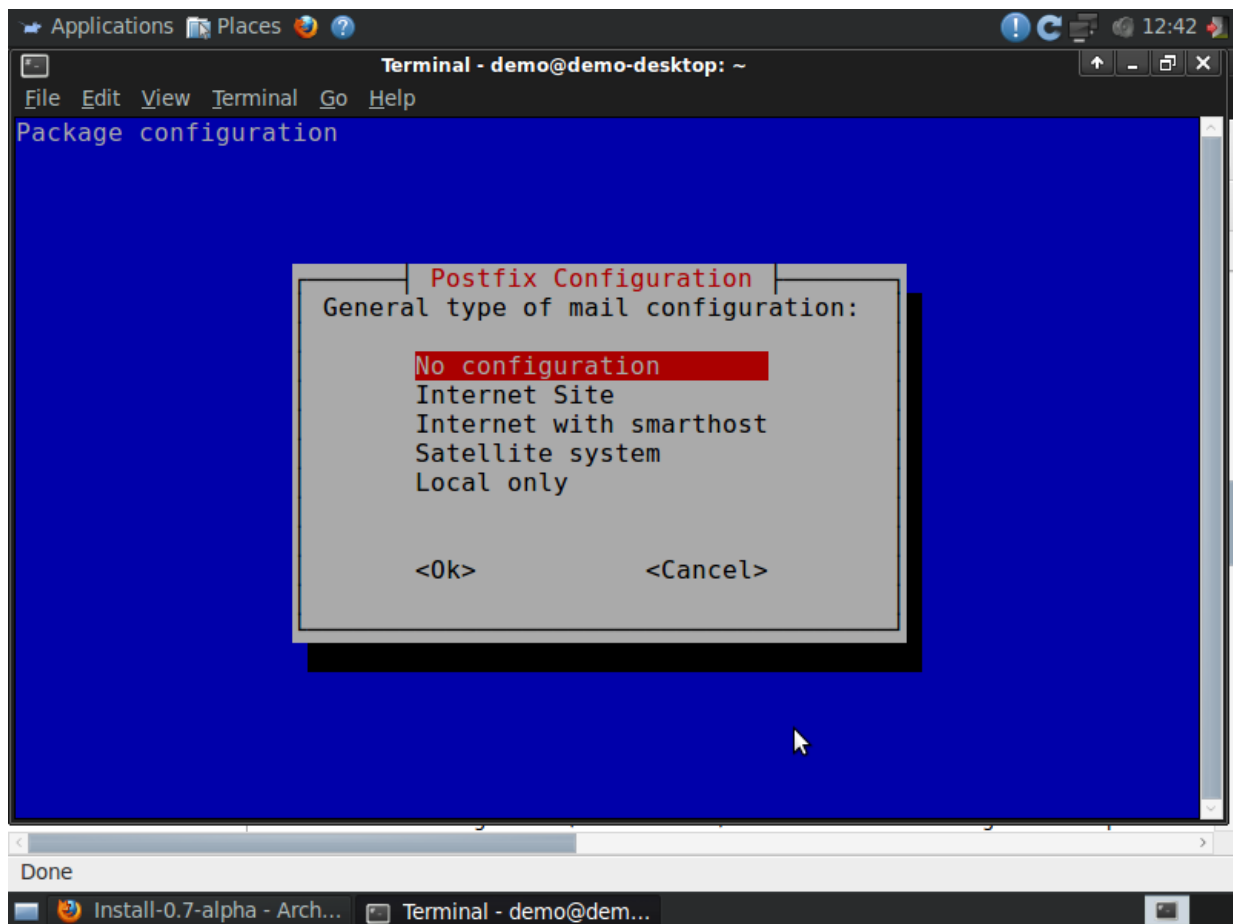 Applications Places 12:42
Terminal - demo@demo-desktop: ~
File Edit View Terminal Go Help
Package configuration
Postfix Configuration
General type of mail configuration:
No configuration
Internet Site
Internet with smarthost
Satellite system
Local only
<Ok> <Cancel>
Done
Install-0.7-alpha - Arch... Terminal - demo@dem...